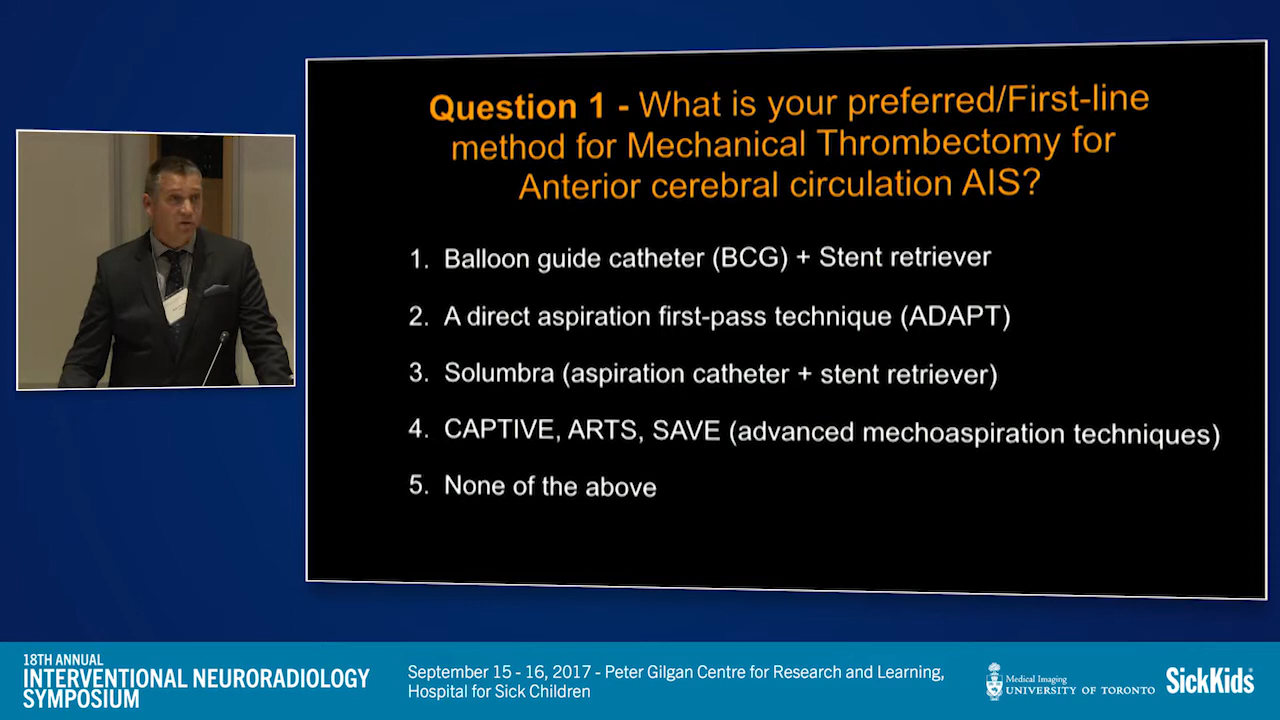 Question 1 - What is your preferred/First-line
method for Mechanical Thrombectomy for
Anterior cerebral circulation AIS?
1. Balloon guide catheter (BCG) + Stent retriever
2. A direct aspiration first-pass technique (ADAPT)
3. Solumbra (aspiration catheter + stent retriever)
4. CAPTIVE, ARTS, SAVE (advanced mechoaspiration techniques)
5. None of the above
18TH ANNUAL
INTERVENTIONAL NEURORADIOLOGY
SYMPOSIUM
September 15 - 16, 2017 - Peter Gilgan Centre for Research and Learning,
Hospital for Sick Children
Medical Imaging
UNIVERSITY OF TORONTO
SickKids®